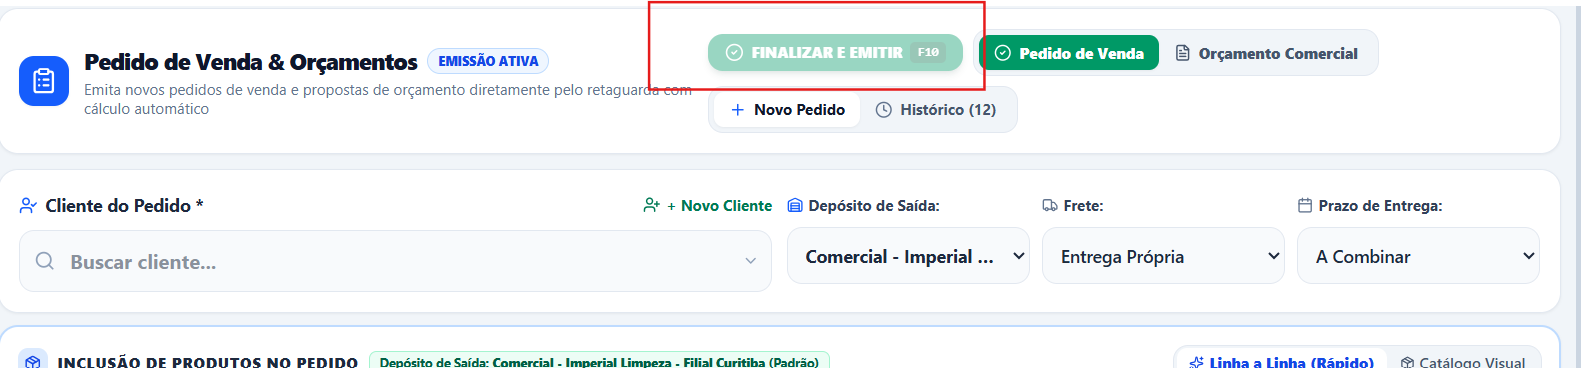 Pedido de Venda & Orçamentos EMISSÃO ATIVA
Emita novos pedidos de venda e propostas de orçamento diretamente pelo retaguarda com
cálculo automático
FINALIZAR E EMITIR F10
Pedido de Venda
Orçamento Comercial
+ Novo Pedido
Histórico (12)
Cliente do Pedido *
+ Novo Cliente
Buscar cliente...
Depósito de Saída:
Comercial - Imperial ...
Frete:
Entrega Própria
Prazo de Entrega:
A Combinar
INCLUSÃO DE PRODUTOS NO PEDIDO
Depósito de Saída: Comercial - Imperial Limpeza - Filial Curitiba (Padrão)
Linha a Linha (Rápido)
Catálogo Visual